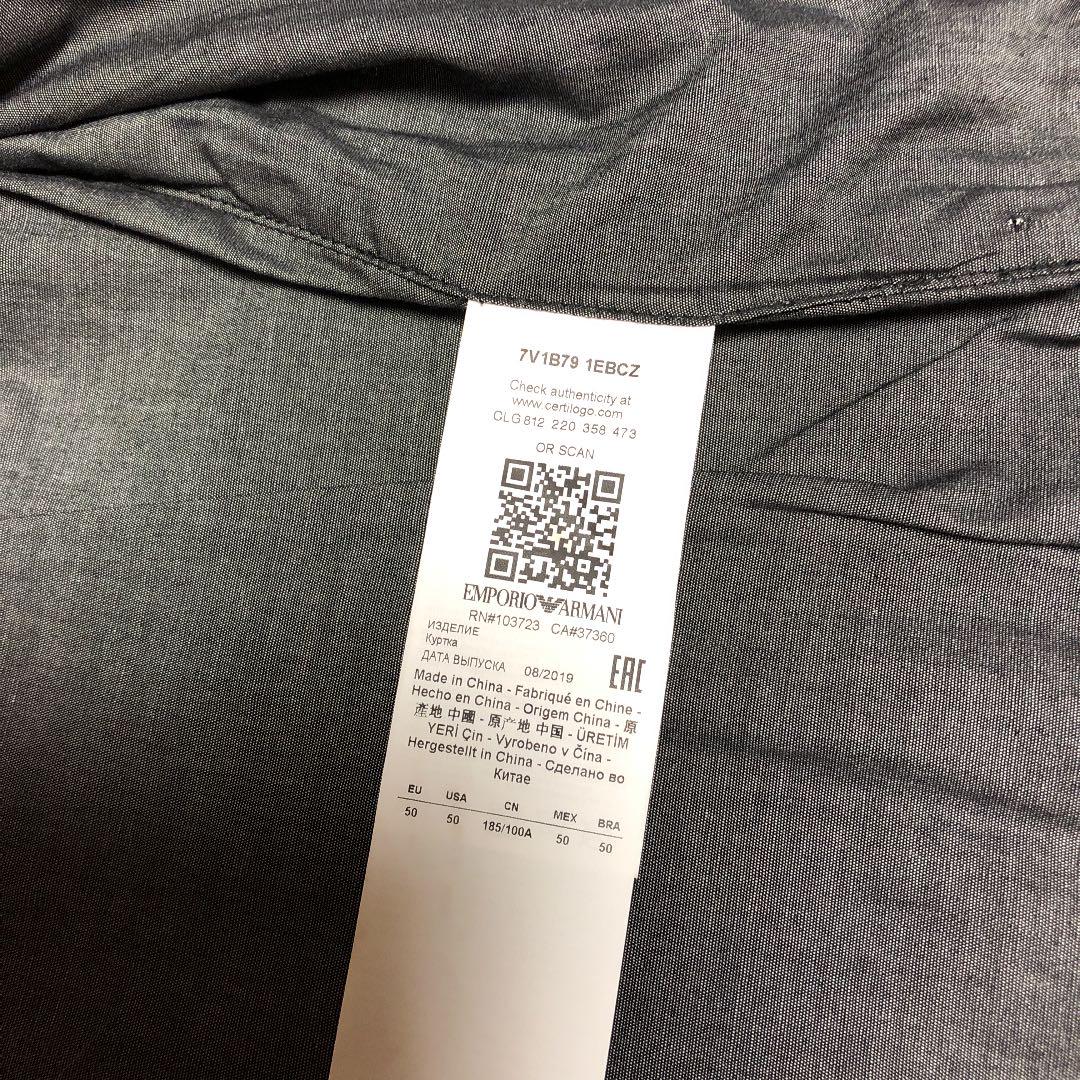 7V1B79 1EBCZ
Check authenticity at
www.certilogo.com
CLG 812 220 358 473
OR SCAN
EMPORIO ARMANI
RN#103723 CA#37360
ИЗДЕЛИЕ
Куртка
ДАТА ВЫПУСКА 08/2019
EAC
Made in China - Fabriqué en Chine -
Hecho en China - Origem China - 原
產地 中國 - 原产地 中国 - ÜRETİM
YERİ Çin - Vyrobeno v Čína -
Hergestellt in China - Сделано во
Китае
EU USA CN MEX BRA
50 50 185/100A 50 50